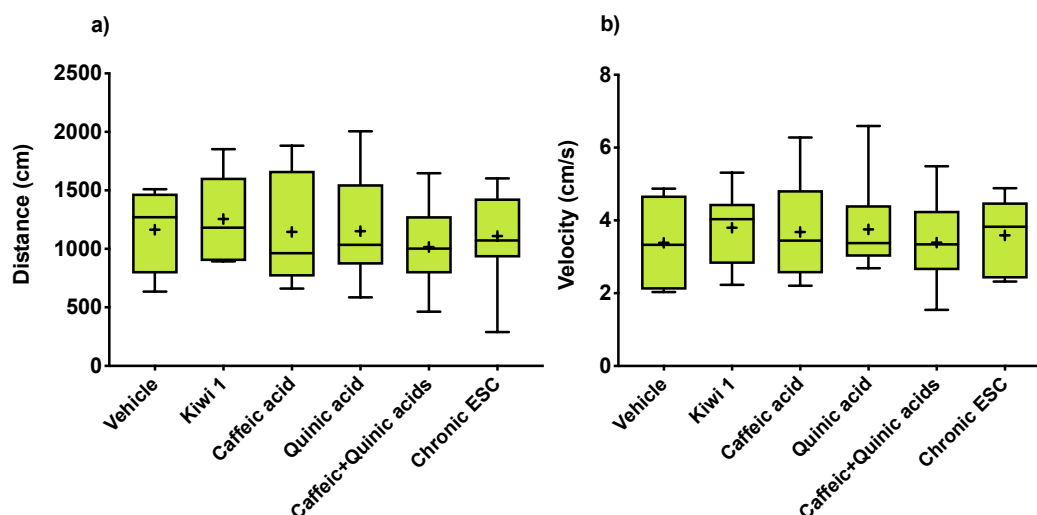 a)
Distance (cm)
2500
2000
1500
1000
500
0
Vehicle
Kiwi 1
Caffeic acid
Quinic acid
Caffeic+Quinic acids
Chronic ESC
b)
Velocity (cm/s)
8
6
4
2
0
Vehicle
Kiwi 1
Caffeic acid
Quinic acid
Caffeic+Quinic acids
Chronic ESC